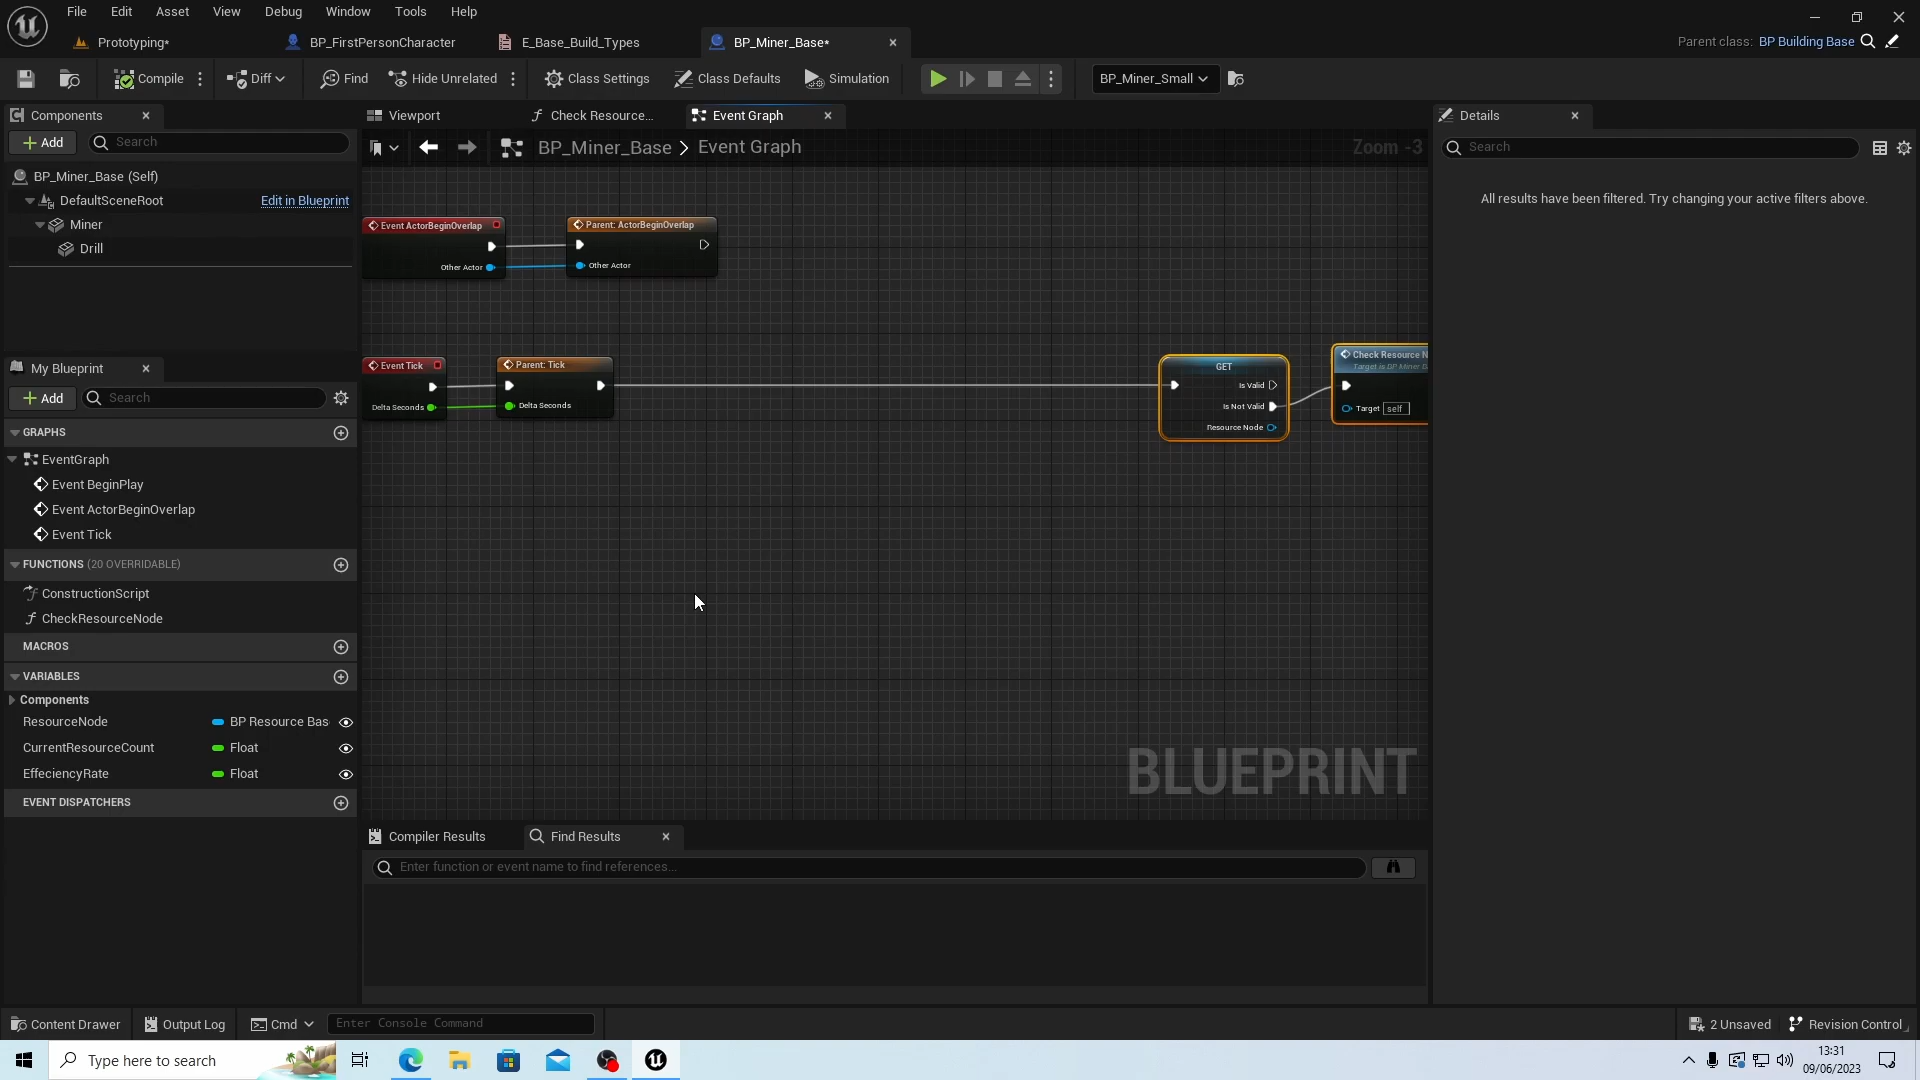 File Edit Asset View Debug Window Tools Help
Prototyping* BP_FirstPersonCharacter E_Base_Build_Types BP_Miner_Base* Parent class: BP Building Base
Compile Diff Find Hide Unrelated Class Settings Class Defaults Simulation BP_Miner_Small
Components Viewport Check Resource... Event Graph Details
Add Search BP_Miner_Base > Event Graph Zoom -3 Search
BP_Miner_Base (Self)
DefaultSceneRoot Edit in Blueprint
Miner
Drill
All results have been filtered. Try changing your active filters above.
Event ActorBeginOverlap Parent: ActorBeginOverlap
Other Actor Other Actor
Event Tick Parent: Tick
Delta Seconds Delta Seconds
GET
Is Valid
Is Not Valid
Resource Node
Check Resource N
Target is BP Miner B
Target self
My Blueprint
Add Search
GRAPHS
EventGraph
Event BeginPlay
Event ActorBeginOverlap
Event Tick
FUNCTIONS (20 OVERRIDABLE)
ConstructionScript
CheckResourceNode
MACROS
VARIABLES
Components
ResourceNode BP Resource Bas
CurrentResourceCount Float
EffeciencyRate Float
EVENT DISPATCHERS
BLUEPRINT
Compiler Results Find Results
Enter function or event name to find references...
Content Drawer Output Log Cmd Enter Console Command 2 Unsaved Revision Control
Type here to search
13:31
09/06/2023